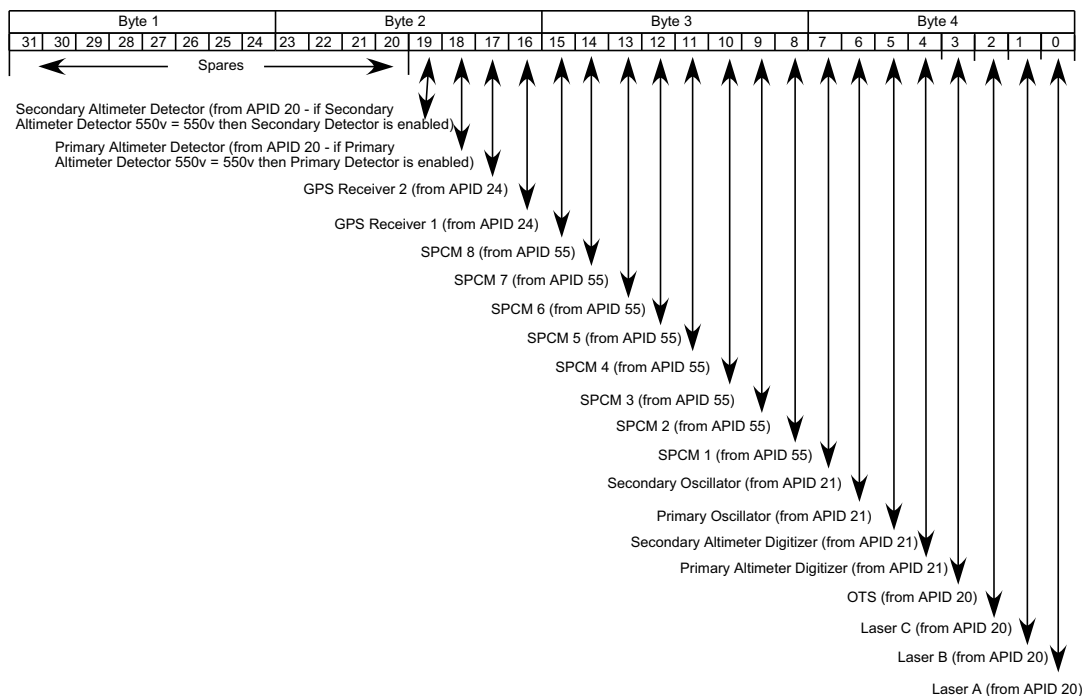 Byte 1 Byte 2 Byte 3 Byte 4
31 30 29 28 27 26 25 24 23 22 21 20 19 18 17 16 15 14 13 12 11 10 9 8 7 6 5 4 3 2 1 0
Spares
Secondary Altimeter Detector (from APID 20 - if Secondary
Altimeter Detector 550v = 550v then Secondary Detector is enabled)
Primary Altimeter Detector (from APID 20 - if Primary
Altimeter Detector 550v = 550v then Primary Detector is enabled)
GPS Receiver 2 (from APID 24)
GPS Receiver 1 (from APID 24)
SPCM 8 (from APID 55)
SPCM 7 (from APID 55)
SPCM 6 (from APID 55)
SPCM 5 (from APID 55)
SPCM 4 (from APID 55)
SPCM 3 (from APID 55)
SPCM 2 (from APID 55)
SPCM 1 (from APID 55)
Secondary Oscillator (from APID 21)
Primary Oscillator (from APID 21)
Secondary Altimeter Digitizer (from APID 21)
Primary Altimeter Digitizer (from APID 21)
OTS (from APID 20)
Laser C (from APID 20)
Laser B (from APID 20)
Laser A (from APID 20)